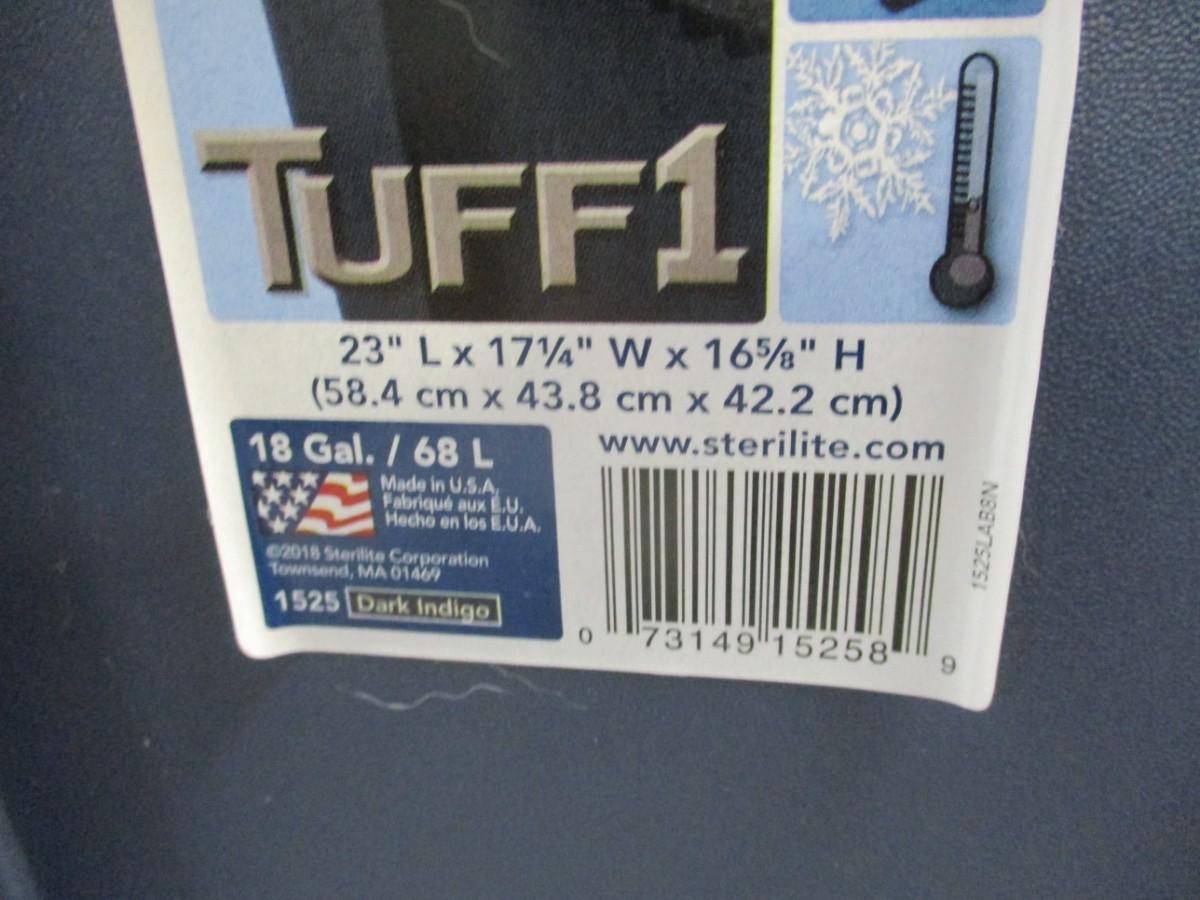 TUFF1
23" L x 17¼" W x 16⅝" H
(58.4 cm x 43.8 cm x 42.2 cm)
18 Gal. / 68 L
Made in U.S.A.
Fabriqué aux É.U.
Hecho en los E.U.A.
©2018 Sterilite Corporation
Townsend, MA 01469
1525 Dark Indigo
www.sterilite.com
0 73149 15258 9
1525LAB8N